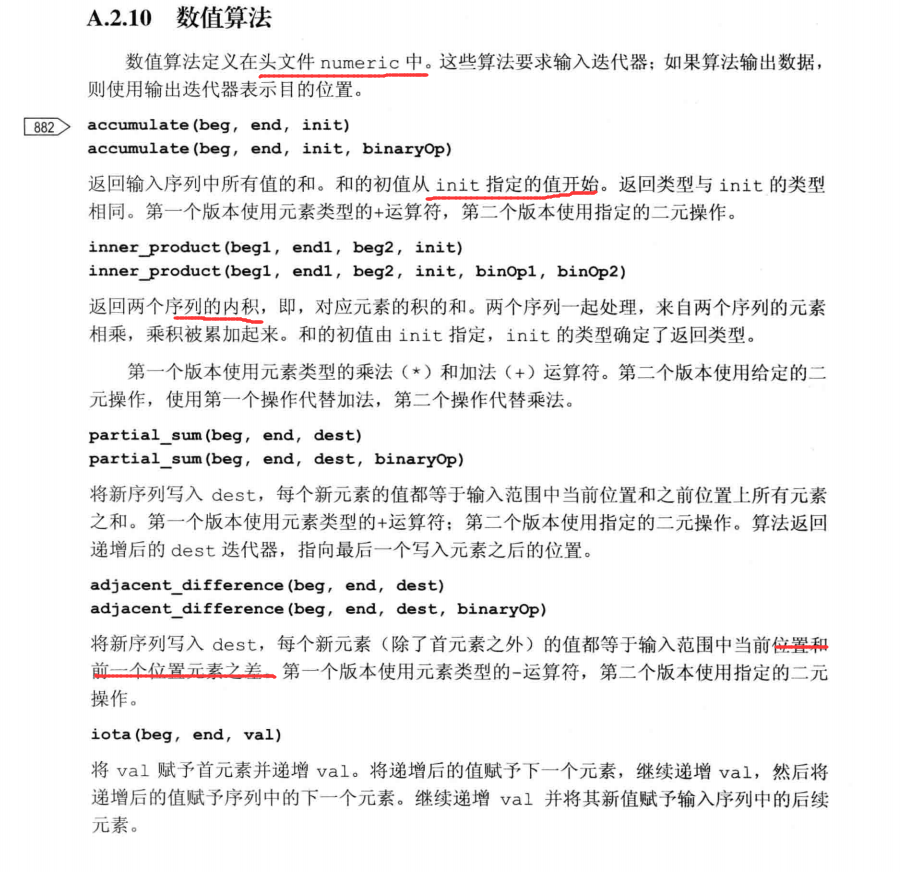 A.2.10 数值算法
数值算法定义在头文件 numeric 中。这些算法要求输入迭代器；如果算法输出数据，
则使用输出迭代器表示目的位置。
882
accumulate(beg, end, init)
accumulate(beg, end, init, binaryOp)
返回输入序列中所有值的和。和的初值从 init 指定的值开始。返回类型与 init 的类型
相同。第一个版本使用元素类型的+运算符，第二个版本使用指定的二元操作。
inner_product(beg1, end1, beg2, init)
inner_product(beg1, end1, beg2, init, binOp1, binOp2)
返回两个序列的内积，即，对应元素的积的和。两个序列一起处理，来自两个序列的元素
相乘，乘积被累加起来。和的初值由 init 指定，init 的类型确定了返回类型。
第一个版本使用元素类型的乘法（*）和加法（+）运算符。第二个版本使用给定的二
元操作，使用第一个操作代替加法，第二个操作代替乘法。
partial_sum(beg, end, dest)
partial_sum(beg, end, dest, binaryOp)
将新序列写入 dest，每个新元素的值都等于输入范围中当前位置和之前位置上所有元素
之和。第一个版本使用元素类型的+运算符；第二个版本使用指定的二元操作。算法返回
递增后的 dest 迭代器，指向最后一个写入元素之后的位置。
adjacent_difference(beg, end, dest)
adjacent_difference(beg, end, dest, binaryOp)
将新序列写入 dest，每个新元素（除了首元素之外）的值都等于输入范围中当前位置和
前一个位置元素之差。第一个版本使用元素类型的-运算符，第二个版本使用指定的二元
操作。
iota(beg, end, val)
将 val 赋予首元素并递增 val。将递增后的值赋予下一个元素，继续递增 val，然后将
递增后的值赋予序列中的下一个元素。继续递增 val 并将其新值赋予输入序列中的后续
元素。